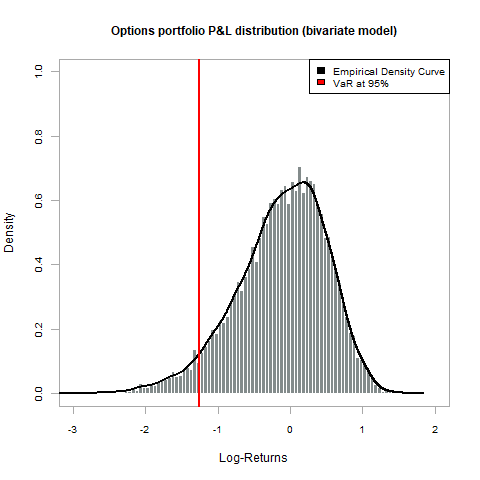 Options portfolio P&L distribution (bivariate model)
Empirical Density Curve
VaR at 95%
1.0
0.8
0.6
0.4
0.2
0.0
Density
-3
-2
-1
0
1
2
Log-Returns